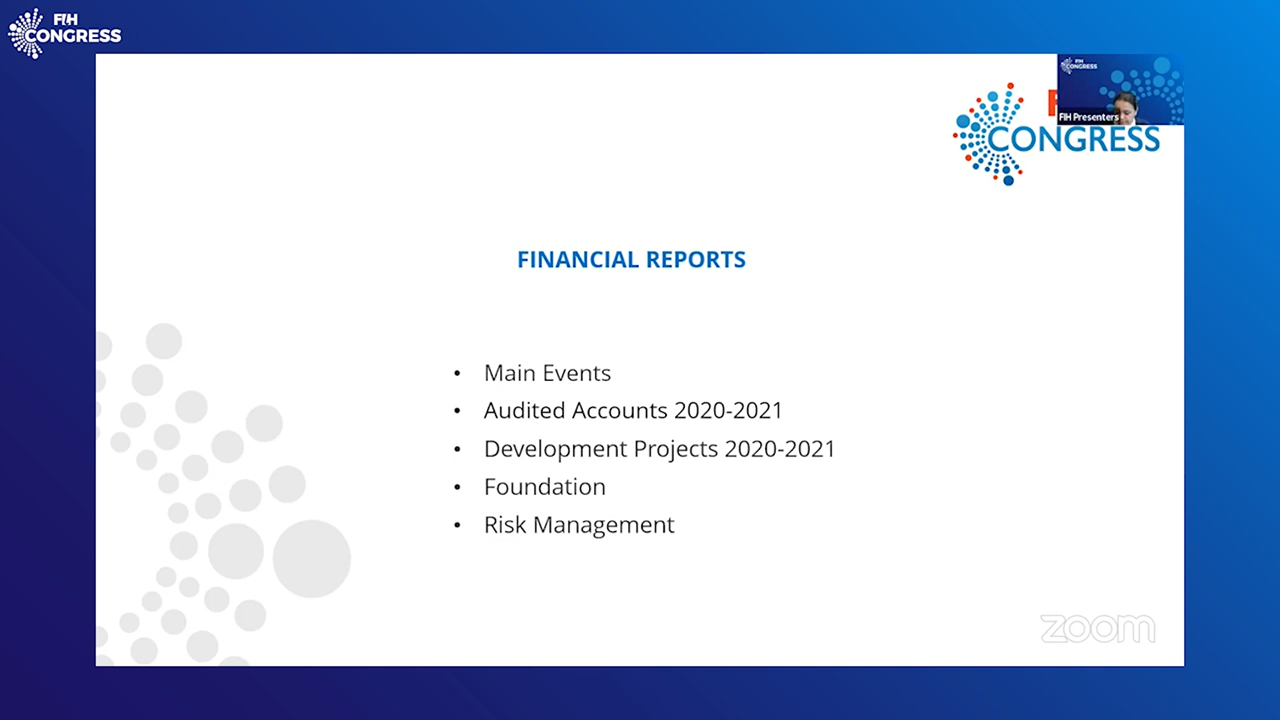 FIH
CONGRESS
FIH
CONGRESS
FIH Presenters
F
CONGRESS
FINANCIAL REPORTS
• Main Events
• Audited Accounts 2020-2021
• Development Projects 2020-2021
• Foundation
• Risk Management
zoom